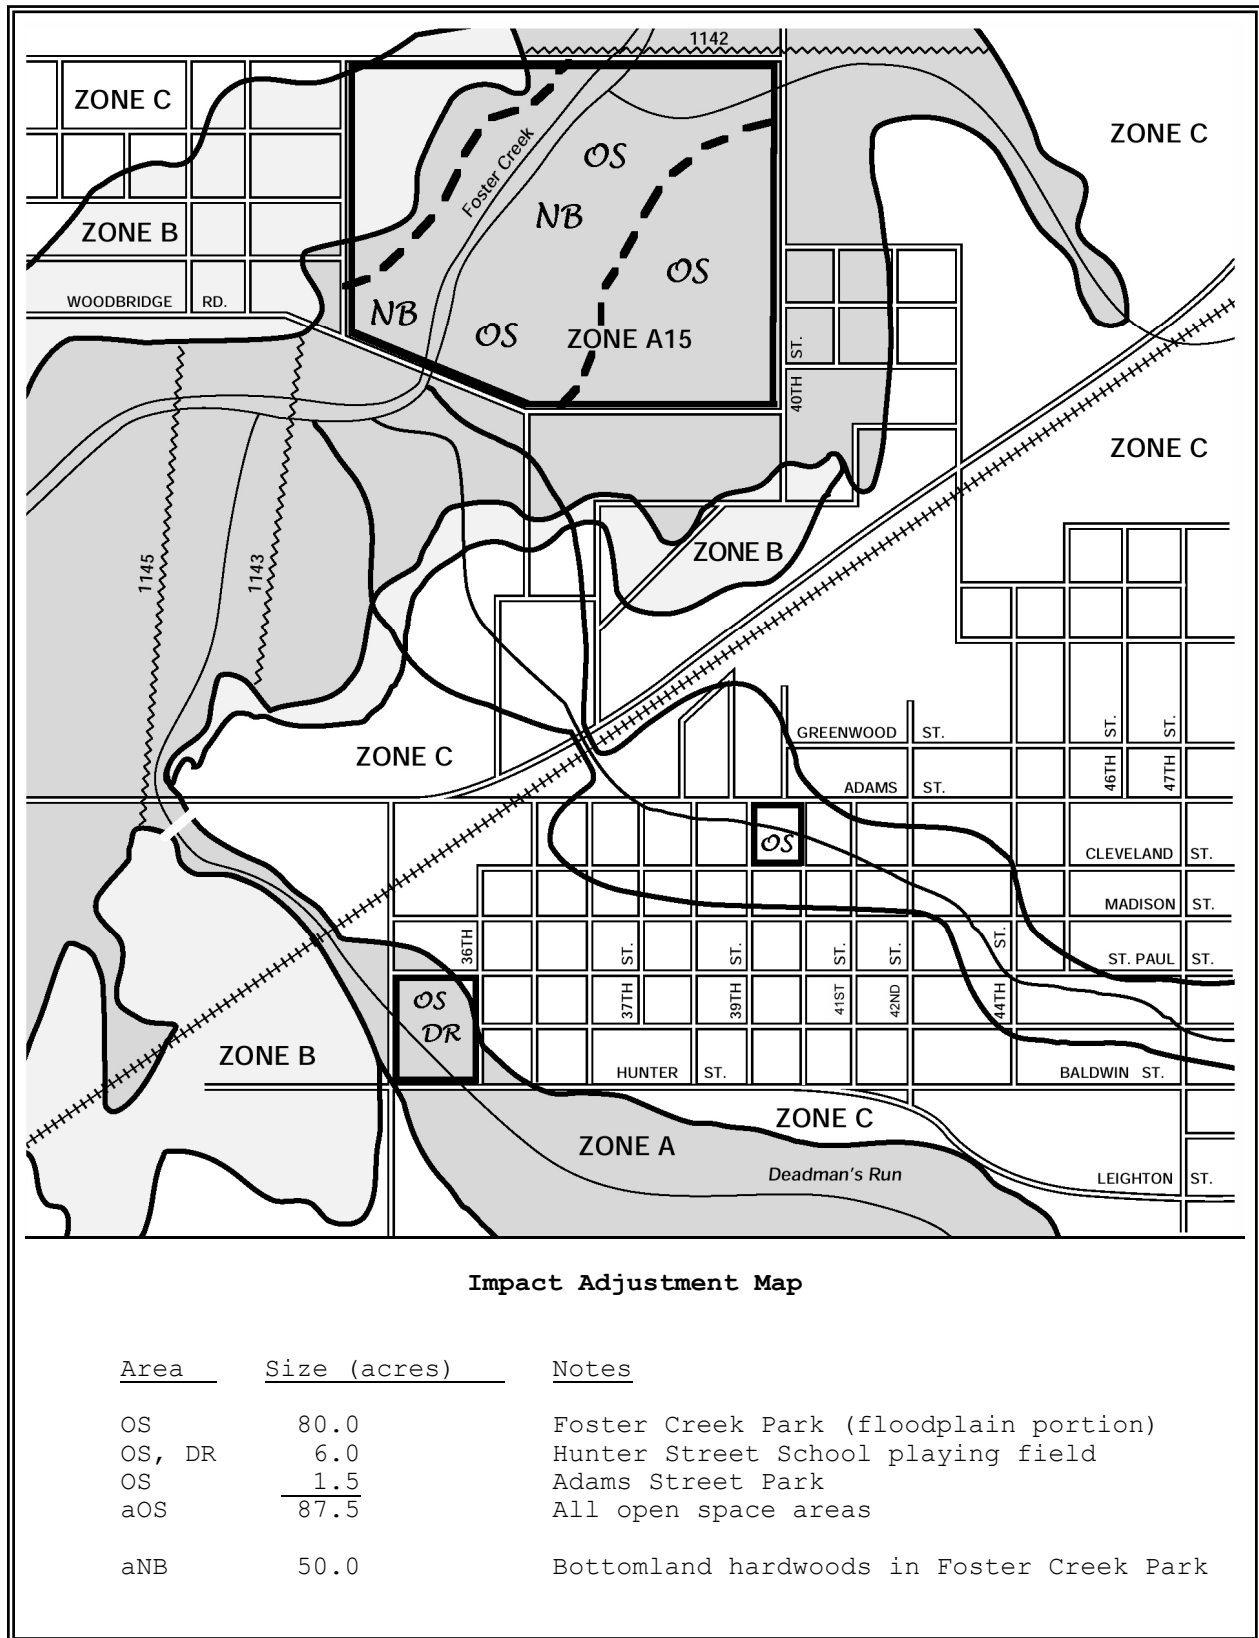 1142
ZONE C
ZONE C
Foster Creek
OS
NB
ZONE B
OS
WOODBRIDGE RD.
NB
OS
ZONE A15
40TH ST.
ZONE C
1145
1143
ZONE B
ZONE C
GREENWOOD ST.
ADAMS ST.
46TH ST.
47TH ST.
OS
CLEVELAND ST.
MADISON ST.
36TH
ST. PAUL ST.
OS
DR
37TH ST.
39TH ST.
41ST ST.
42ND ST.
44TH ST.
ZONE B
HUNTER ST.
BALDWIN ST.
ZONE C
ZONE A
Deadman's Run
LEIGHTON ST.
Impact Adjustment Map
Area Size (acres) Notes
OS 80.0 Foster Creek Park (floodplain portion)
OS, DR 6.0 Hunter Street School playing field
OS 1.5 Adams Street Park
aOS 87.5 All open space areas
aNB 50.0 Bottomland hardwoods in Foster Creek Park